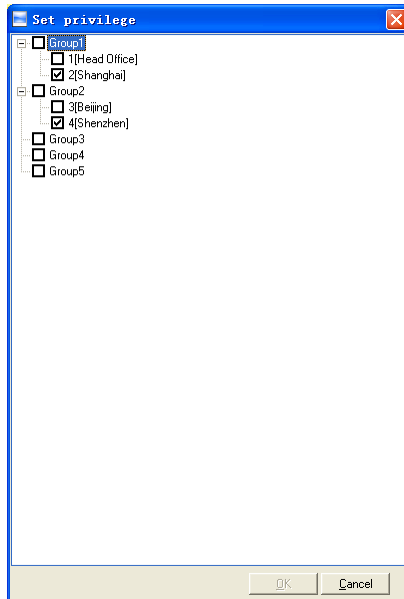 Set privilege
Group1
1[Head Office]
2[Shanghai]
Group2
3[Beijing]
4[Shenzhen]
Group3
Group4
Group5
OK Cancel